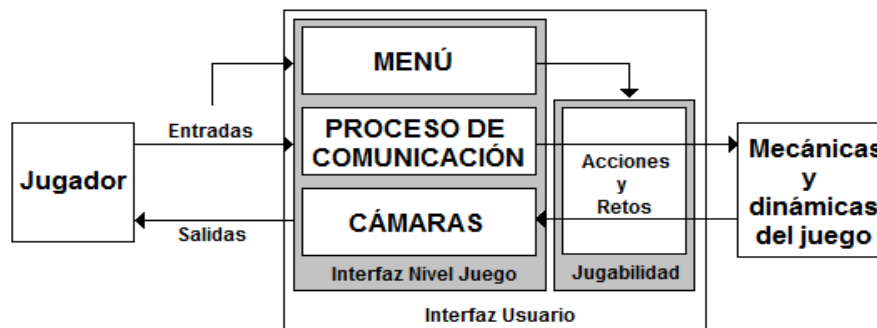 MENÚ
Entradas
PROCESO DE
COMUNICACIÓN
Jugador
Acciones
y
Retos
Mecánicas
y
dinámicas
del juego
Salidas
CÁMARAS
Interfaz Nivel Juego
Jugabilidad
Interfaz Usuario